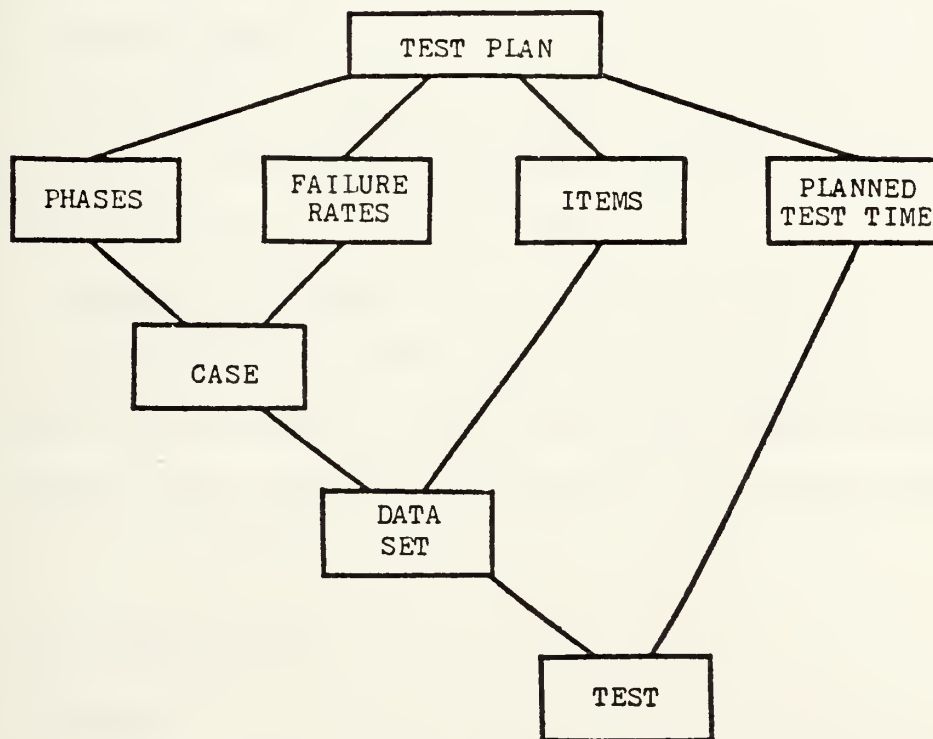 TEST PLAN
PHASES
FAILURE
RATES
ITEMS
PLANNED
TEST TIME
CASE
DATA
SET
TEST